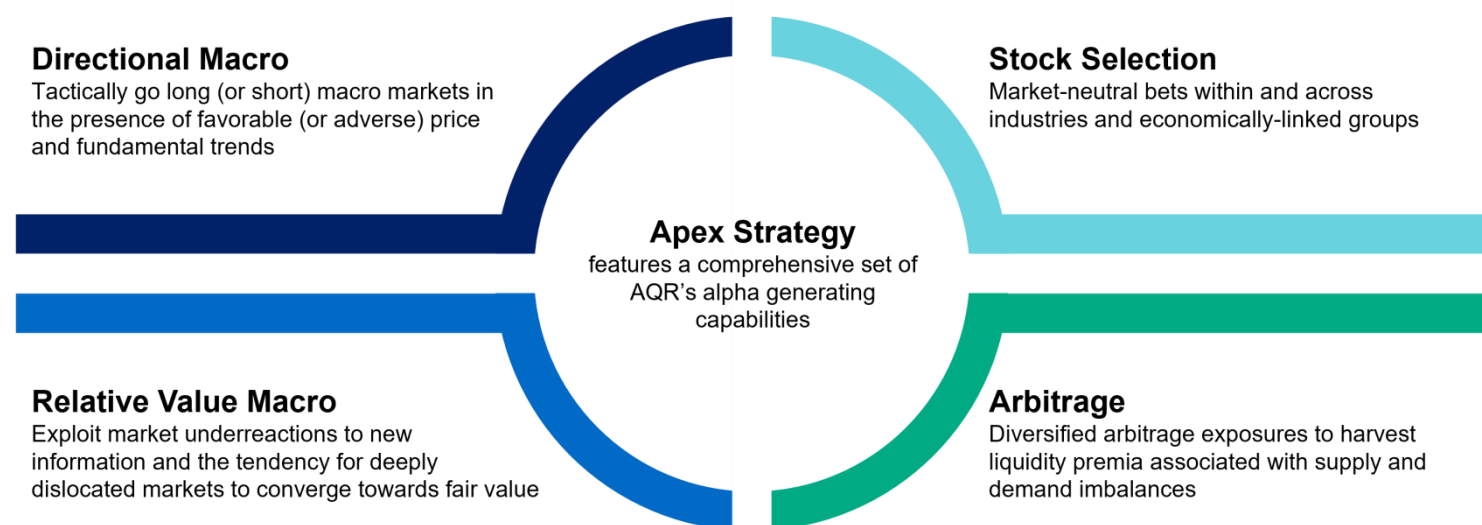 Directional Macro
Tactically go long (or short) macro markets in
the presence of favorable (or adverse) price
and fundamental trends
Stock Selection
Market-neutral bets within and across
industries and economically-linked groups
Apex Strategy
features a comprehensive set of
AQR’s alpha generating
capabilities
Relative Value Macro
Exploit market underreactions to new
information and the tendency for deeply
dislocated markets to converge towards fair value
Arbitrage
Diversified arbitrage exposures to harvest
liquidity premia associated with supply and
demand imbalances